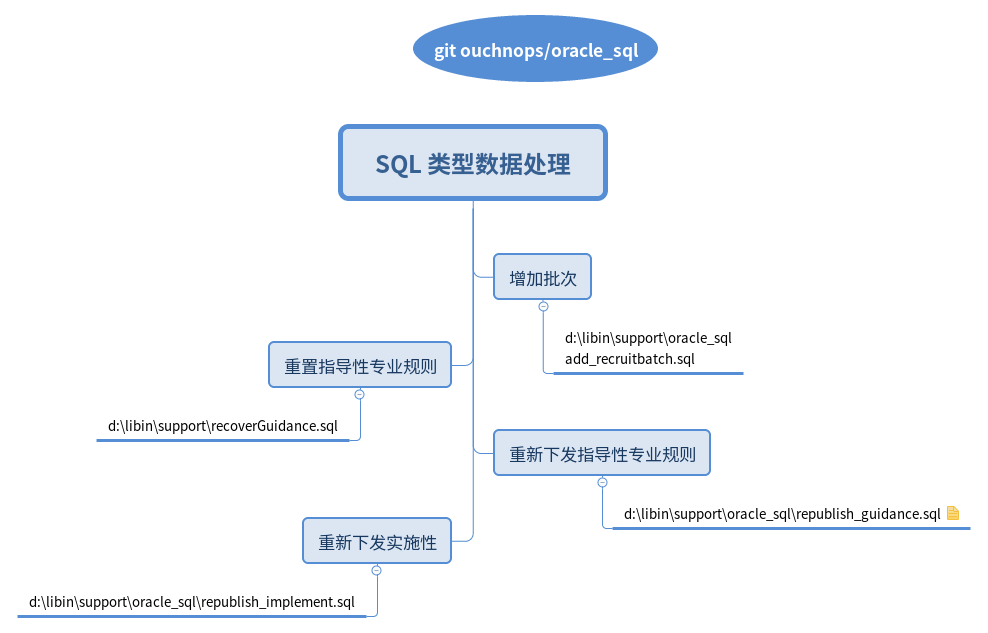 git ouchnops/oracle_sql
SQL 类型数据处理
增加批次
d:\libin\support\oracle_sql
add_recruitbatch.sql
重置指导性专业规则
d:\libin\support\recoverGuidance.sql
重新下发指导性专业规则
d:\libin\support\oracle_sql\republish_guidance.sql
重新下发实施性
d:\libin\support\oracle_sql\republish_implement.sql